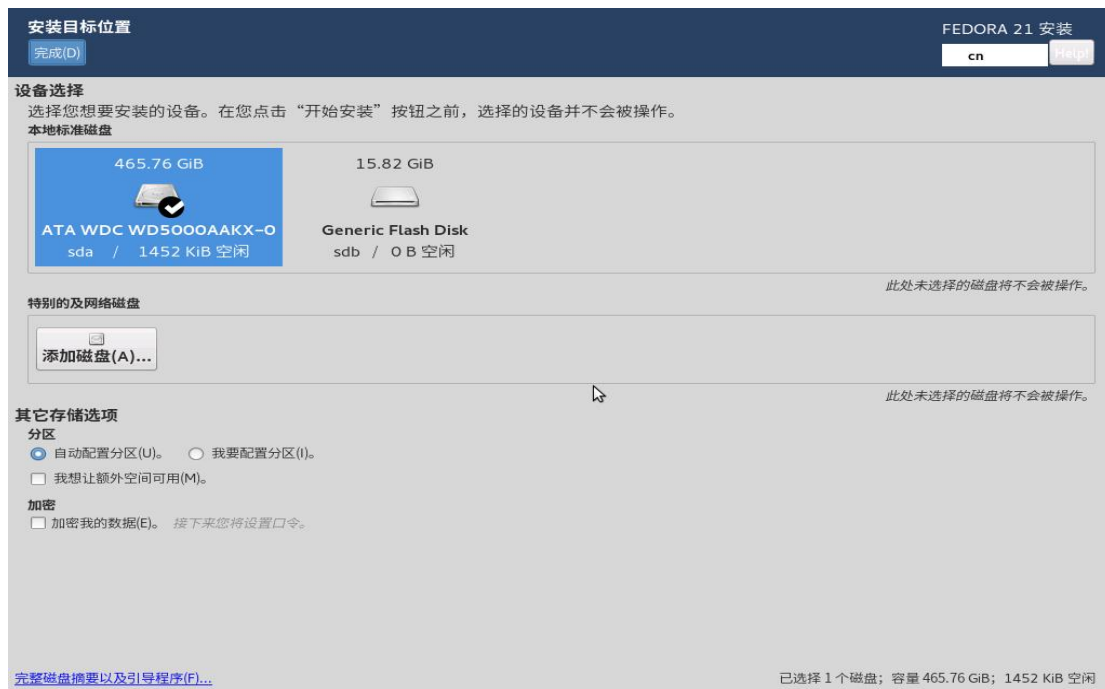 安装目标位置
FEDORA 21 安装
完成(D)
cn
Help!
设备选择
选择您想要安装的设备。在您点击“开始安装”按钮之前，选择的设备并不会被操作。
本地标准磁盘
465.76 GiB
15.82 GiB
ATA WDC WD5000AAKX-0
Generic Flash Disk
sda / 1452 KiB 空闲
sdb / 0 B 空闲
此处未选择的磁盘将不会被操作。
特别的及网络磁盘
添加磁盘(A)...
此处未选择的磁盘将不会被操作。
其它存储选项
分区
自动配置分区(U)。 我要配置分区(I)。
我想让额外空间可用(M)。
加密
加密我的数据(E)。 接下来您将设置口令。
完整磁盘摘要以及引导程序(F)...
已选择 1 个磁盘；容量 465.76 GiB；1452 KiB 空闲